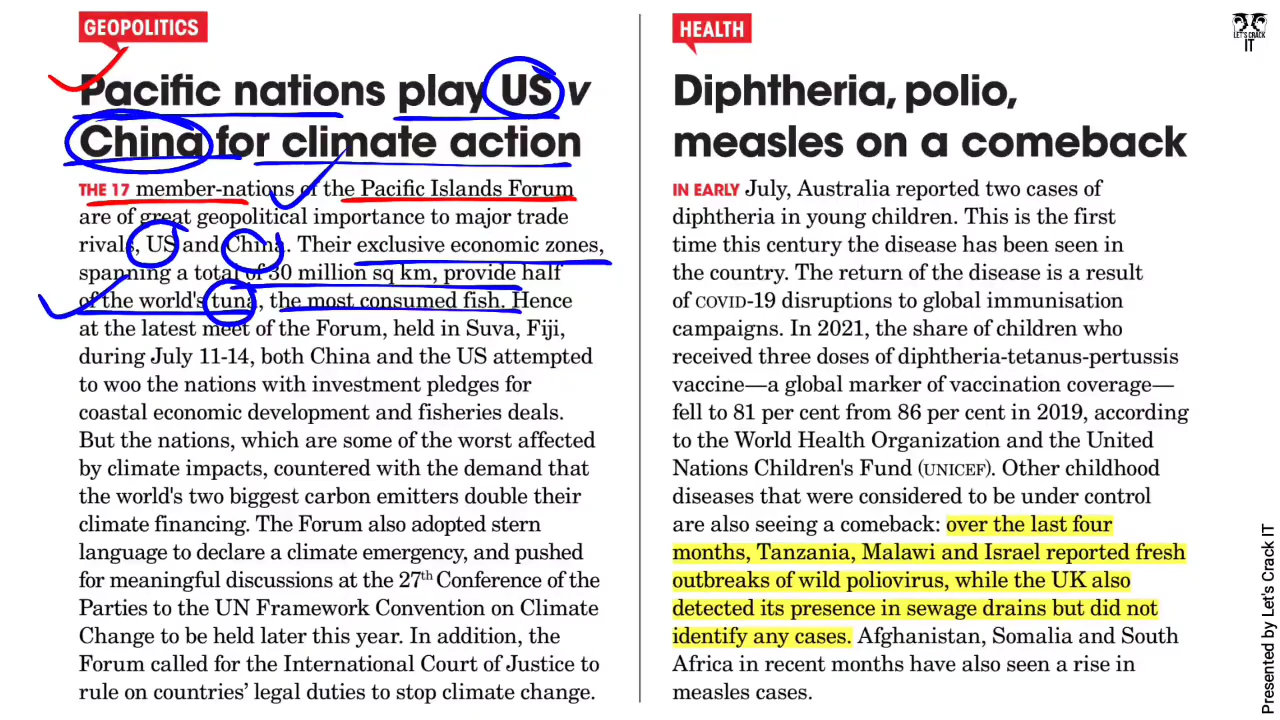 GEOPOLITICS
Pacific nations play US v
China for climate action
THE 17 member-nations of the Pacific Islands Forum
are of great geopolitical importance to major trade
rivals, US and China. Their exclusive economic zones,
spanning a total of 30 million sq km, provide half
of the world's tuna, the most consumed fish. Hence
at the latest meet of the Forum, held in Suva, Fiji,
during July 11-14, both China and the US attempted
to woo the nations with investment pledges for
coastal economic development and fisheries deals.
But the nations, which are some of the worst affected
by climate impacts, countered with the demand that
the world's two biggest carbon emitters double their
climate financing. The Forum also adopted stern
language to declare a climate emergency, and pushed
for meaningful discussions at the 27th Conference of the
Parties to the UN Framework Convention on Climate
Change to be held later this year. In addition, the
Forum called for the International Court of Justice to
rule on countries’ legal duties to stop climate change.
HEALTH
Diphtheria, polio,
measles on a comeback
IN EARLY July, Australia reported two cases of
diphtheria in young children. This is the first
time this century the disease has been seen in
the country. The return of the disease is a result
of COVID-19 disruptions to global immunisation
campaigns. In 2021, the share of children who
received three doses of diphtheria-tetanus-pertussis
vaccine—a global marker of vaccination coverage—
fell to 81 per cent from 86 per cent in 2019, according
to the World Health Organization and the United
Nations Children's Fund (UNICEF). Other childhood
diseases that were considered to be under control
are also seeing a comeback: over the last four
months, Tanzania, Malawi and Israel reported fresh
outbreaks of wild poliovirus, while the UK also
detected its presence in sewage drains but did not
identify any cases. Afghanistan, Somalia and South
Africa in recent months have also seen a rise in
measles cases.
LET'S CRACK
IT
Presented by Let's Crack IT